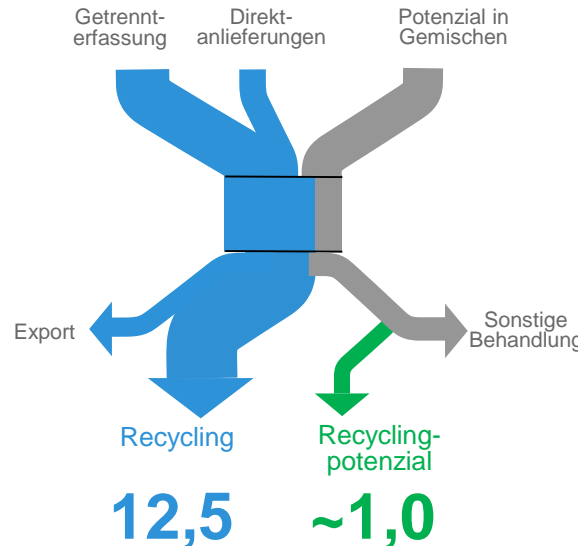 Getrennt-
erfassung
Direkt-
anlieferungen
Potenzial in
Gemischen
Export
Sonstige
Behandlung
Recycling
Recycling-
potenzial
12,5
~1,0